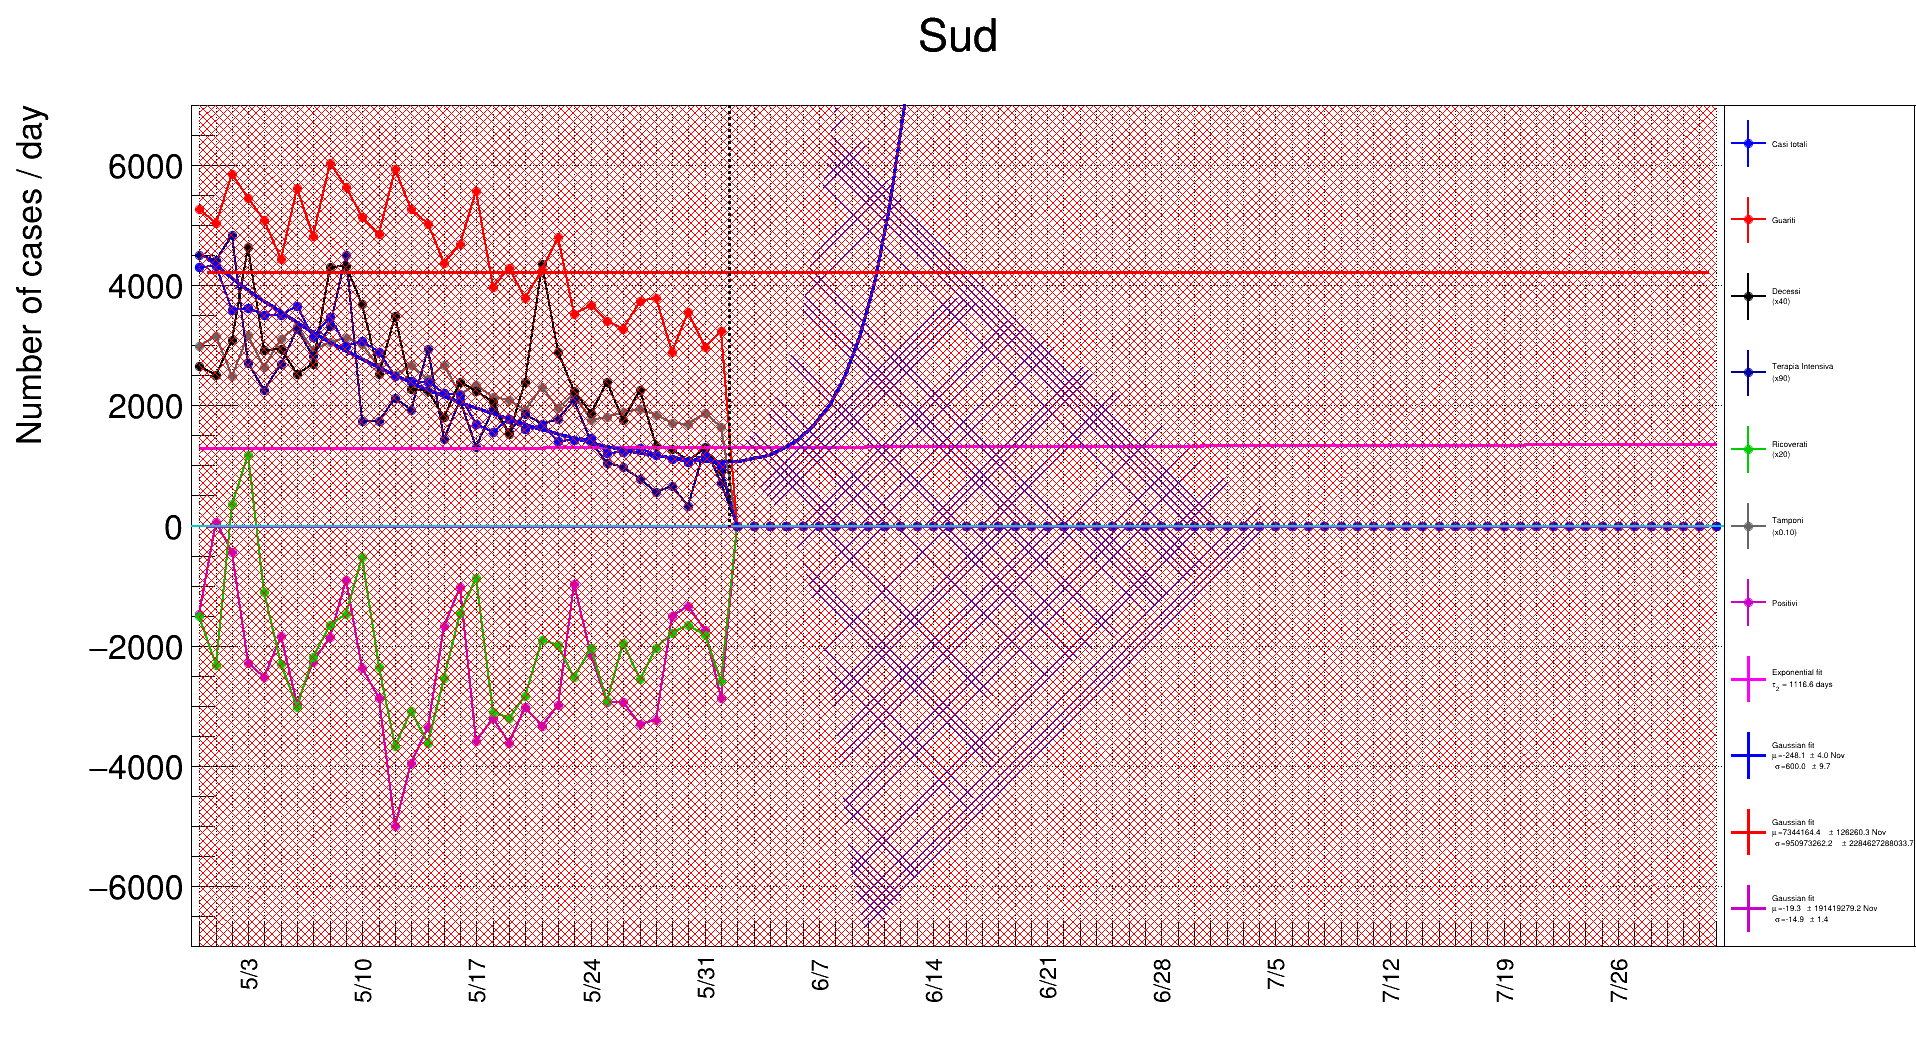 Sud
Number of cases / day
6000
4000
2000
0
−2000
−4000
−6000
5/3
5/10
5/17
5/24
5/31
6/7
6/14
6/21
6/28
7/5
7/12
7/19
7/26
Casi totali
Guariti
Decessi
(x40)
Terapia Intensiva
(x90)
Ricoverati
(x20)
Tamponi
(x0.10)
Positivi
Exponential fit
τ2 = 1116.6 days
Gaussian fit
μ=-248.1 ± 4.0 Nov
σ=600.0 ± 9.7
Gaussian fit
μ=7344164.4 ± 126260.3 Nov
σ=950973262.2 ± 2284627288033.7
Gaussian fit
μ=-19.3 ± 191419279.2 Nov
σ=-14.9 ± 1.4